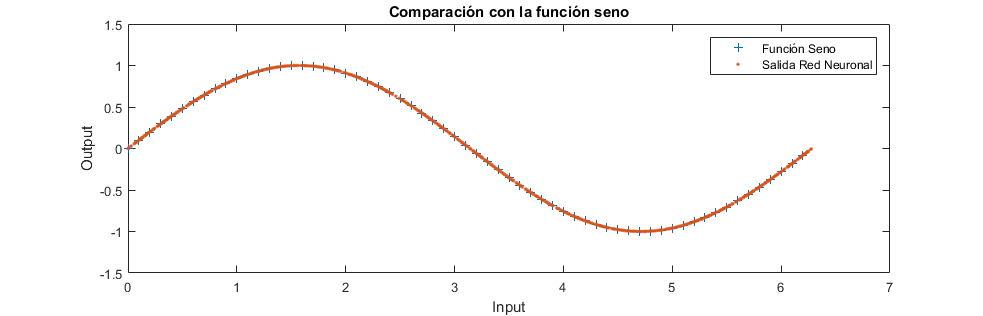 Comparación con la función seno
Función Seno
Salida Red Neuronal
Output
1.5
1
0.5
0
-0.5
-1
-1.5
0 1 2 3 4 5 6 7
Input